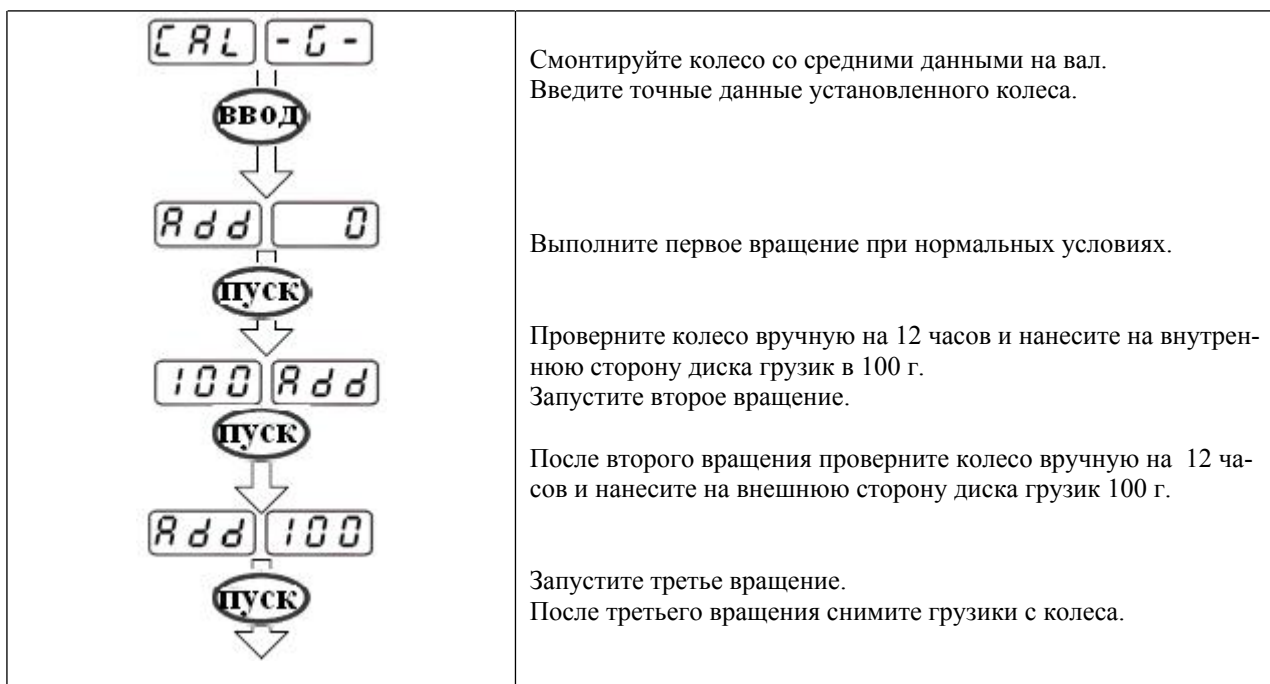 CAL -G-
Смонтируйте колесо со средними данными на вал.
Введите точные данные установленного колеса.
ввод
Add 0
Выполните первое вращение при нормальных условиях.
пуск
Проверните колесо вручную на 12 часов и нанесите на внутрен-
нюю сторону диска грузик в 100 г.
100 Add
Запустите второе вращение.
пуск
После второго вращения проверните колесо вручную на 12 ча-
сов и нанесите на внешнюю сторону диска грузик 100 г.
Add 100
Запустите третье вращение.
пуск
После третьего вращения снимите грузики с колеса.